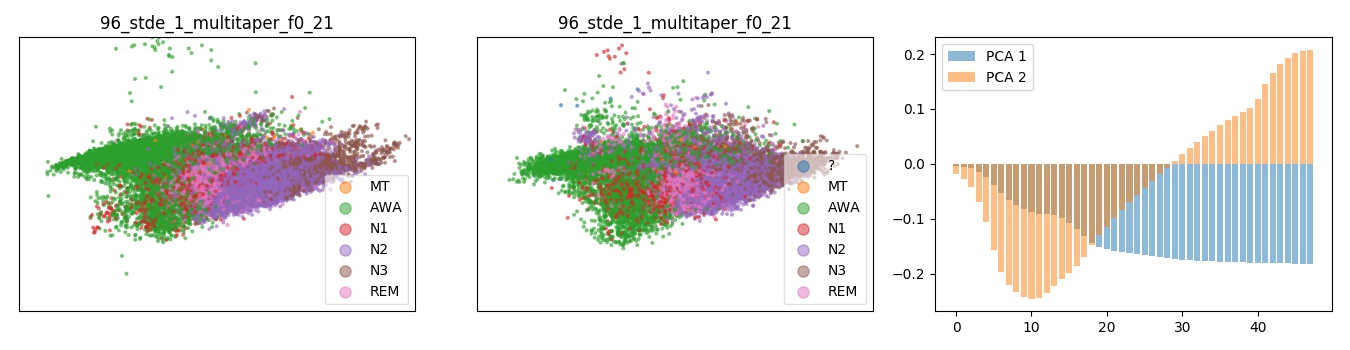 96_stde_1_multitaper_f0_21
MT
AWA
N1
N2
N3
REM
96_stde_1_multitaper_f0_21
?
MT
AWA
N1
N2
N3
REM
PCA 1
PCA 2
0.2
0.1
0.0
−0.1
−0.2
0 10 20 30 40